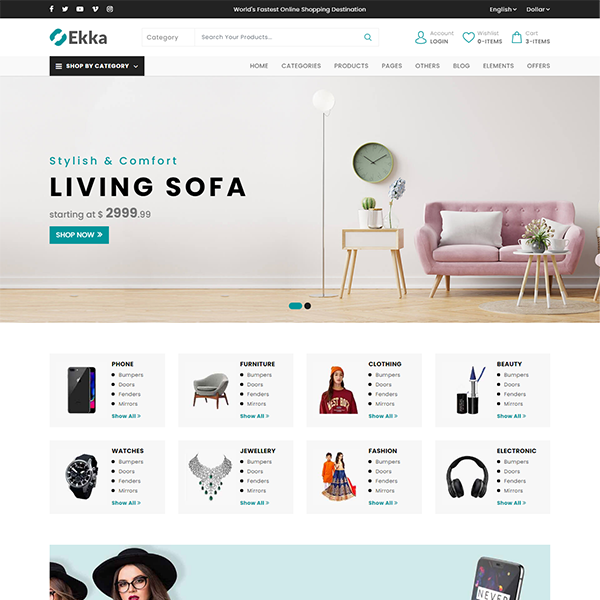 World's Fastest Online Shopping Destination
English
Dollar
Ekka
Category
Search Your Products...
Account
LOGIN
Wishlist
0-ITEMS
Cart
3-ITEMS
SHOP BY CATEGORY
HOME
CATEGORIES
PRODUCTS
PAGES
OTHERS
BLOG
ELEMENTS
OFFERS
Stylish & Comfort
LIVING SOFA
starting at $ 2999.99
SHOP NOW »
PHONE
Bumpers
Doors
Fenders
Mirrors
Show All »
FURNITURE
Bumpers
Doors
Fenders
Mirrors
Show All »
CLOTHING
Bumpers
Doors
Fenders
Mirrors
Show All »
BEAUTY
Bumpers
Doors
Fenders
Mirrors
Show All »
WATCHES
Bumpers
Doors
Fenders
Mirrors
Show All »
JEWELLERY
Bumpers
Doors
Fenders
Mirrors
Show All »
FASHION
Bumpers
Doors
Fenders
Mirrors
Show All »
ELECTRONIC
Bumpers
Doors
Fenders
Mirrors
Show All »
NEVER